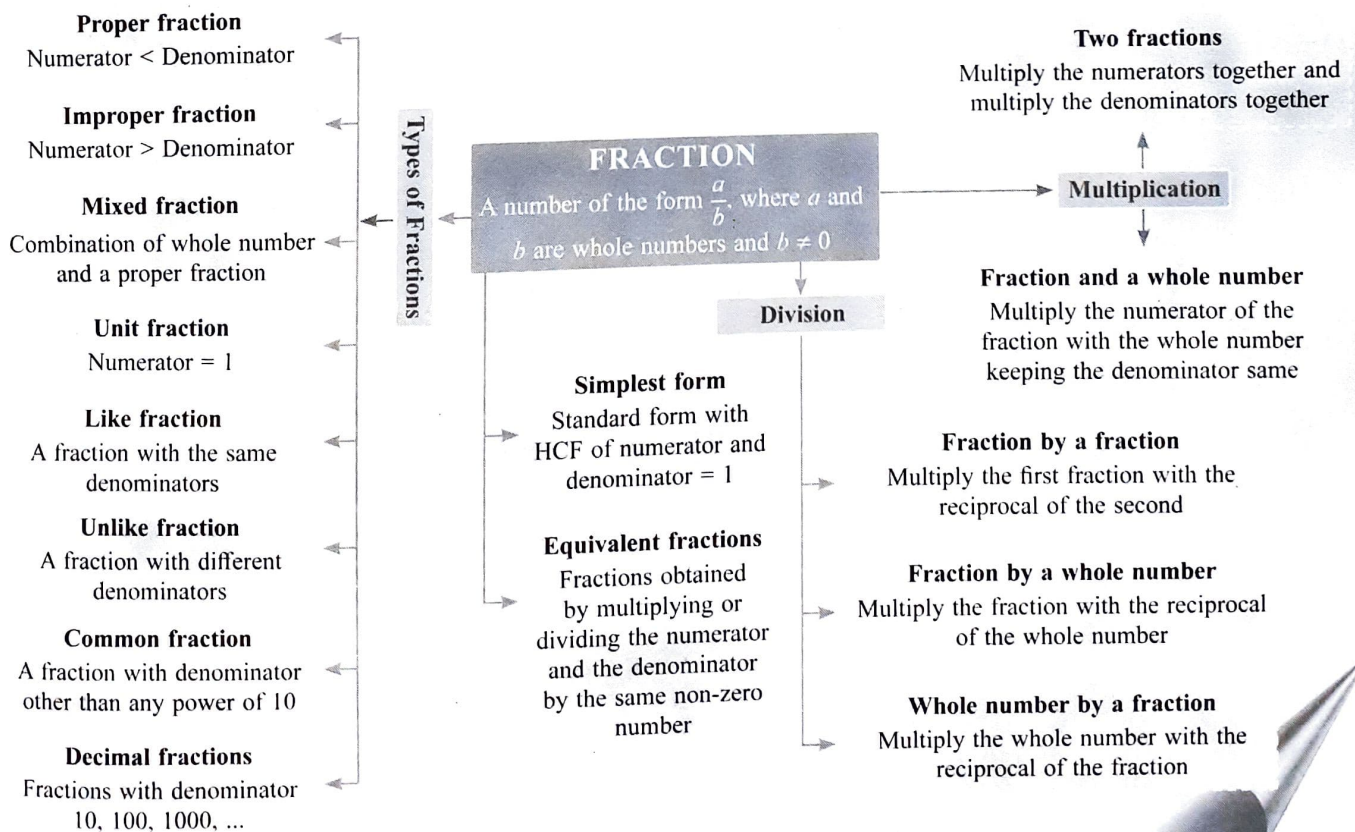 Proper fraction
Numerator < Denominator
Improper fraction
Numerator > Denominator
Mixed fraction
Combination of whole number
and a proper fraction
Unit fraction
Numerator = 1
Like fraction
A fraction with the same
denominators
Unlike fraction
A fraction with different
denominators
Common fraction
A fraction with denominator
other than any power of 10
Decimal fractions
Fractions with denominator
10, 100, 1000, ...
Types of Fractions
FRACTION
A number of the form a/b, where a and
b are whole numbers and b ≠ 0
Simplest form
Standard form with
HCF of numerator and
denominator = 1
Equivalent fractions
Fractions obtained
by multiplying or
dividing the numerator
and the denominator
by the same non-zero
number
Division
Fraction by a fraction
Multiply the first fraction with the
reciprocal of the second
Fraction by a whole number
Multiply the fraction with the reciprocal
of the whole number
Whole number by a fraction
Multiply the whole number with the
reciprocal of the fraction
Two fractions
Multiply the numerators together and
multiply the denominators together
Multiplication
Fraction and a whole number
Multiply the numerator of the
fraction with the whole number
keeping the denominator same